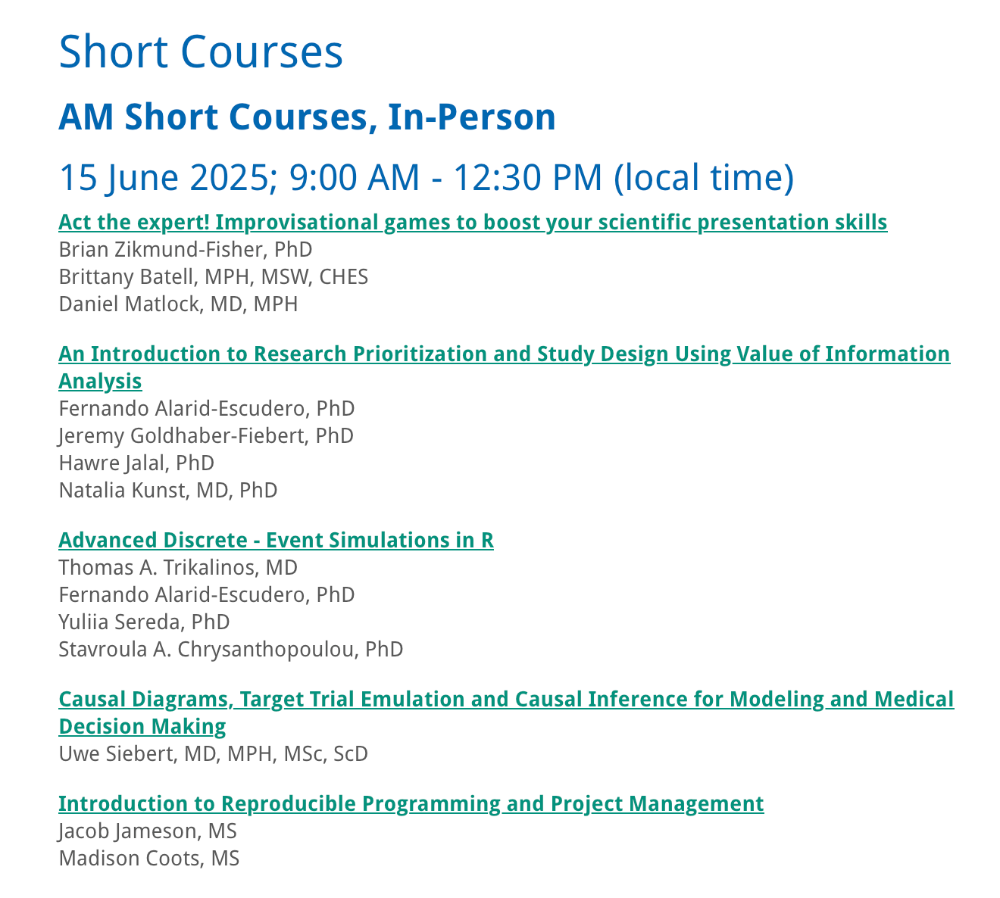 Short Courses
AM Short Courses, In-Person
15 June 2025; 9:00 AM - 12:30 PM (local time)
Act the expert! Improvisational games to boost your scientific presentation skills
Brian Zikmund-Fisher, PhD
Brittany Batell, MPH, MSW, CHES
Daniel Matlock, MD, MPH
An Introduction to Research Prioritization and Study Design Using Value of Information
Analysis
Fernando Alarid-Escudero, PhD
Jeremy Goldhaber-Fiebert, PhD
Hawre Jalal, PhD
Natalia Kunst, MD, PhD
Advanced Discrete - Event Simulations in R
Thomas A. Trikalinos, MD
Fernando Alarid-Escudero, PhD
Yuliia Sereda, PhD
Stavroula A. Chrysanthopoulou, PhD
Causal Diagrams, Target Trial Emulation and Causal Inference for Modeling and Medical
Decision Making
Uwe Siebert, MD, MPH, MSc, ScD
Introduction to Reproducible Programming and Project Management
Jacob Jameson, MS
Madison Coots, MS